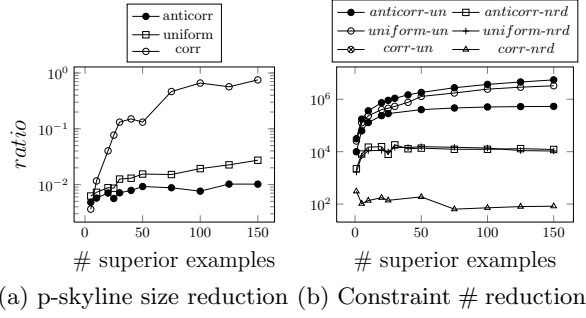 anticorr
uniform
corr
anticorr-un anticorr-nrd
uniform-un uniform-nrd
corr-un corr-nrd
10^0
10^-1
10^-2
ratio
0 50 100 150
# superior examples
10^6
10^4
10^2
0 50 100 150
# superior examples
(a) p-skyline size reduction (b) Constraint # reduction